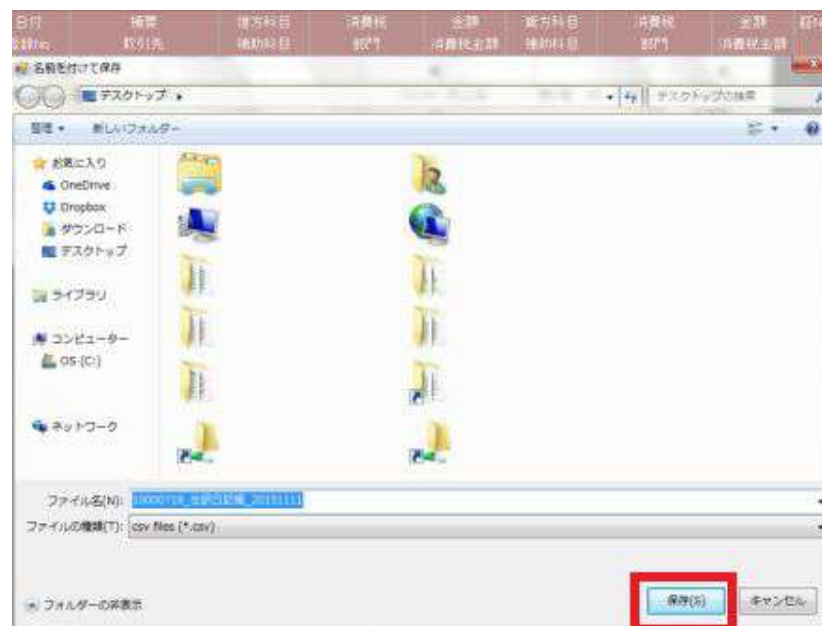 日付 摘要 借方科目 消費税 金額 貸方科目 消費税 金額
取引先 補助科目 部門 消費税金額 補助科目 部門 消費税金額
名前を付けて保存
デスクトップ
デスクトップの検索
整理 新しいフォルダー
お気に入り
OneDrive
Dropbox
ダウンロード
デスクトップ
ライブラリ
コンピューター
OS (C:)
ネットワーク
ファイル名(N):
ファイルの種類(T): csv files (*.csv)
フォルダーの非表示
保存(S)
キャンセル